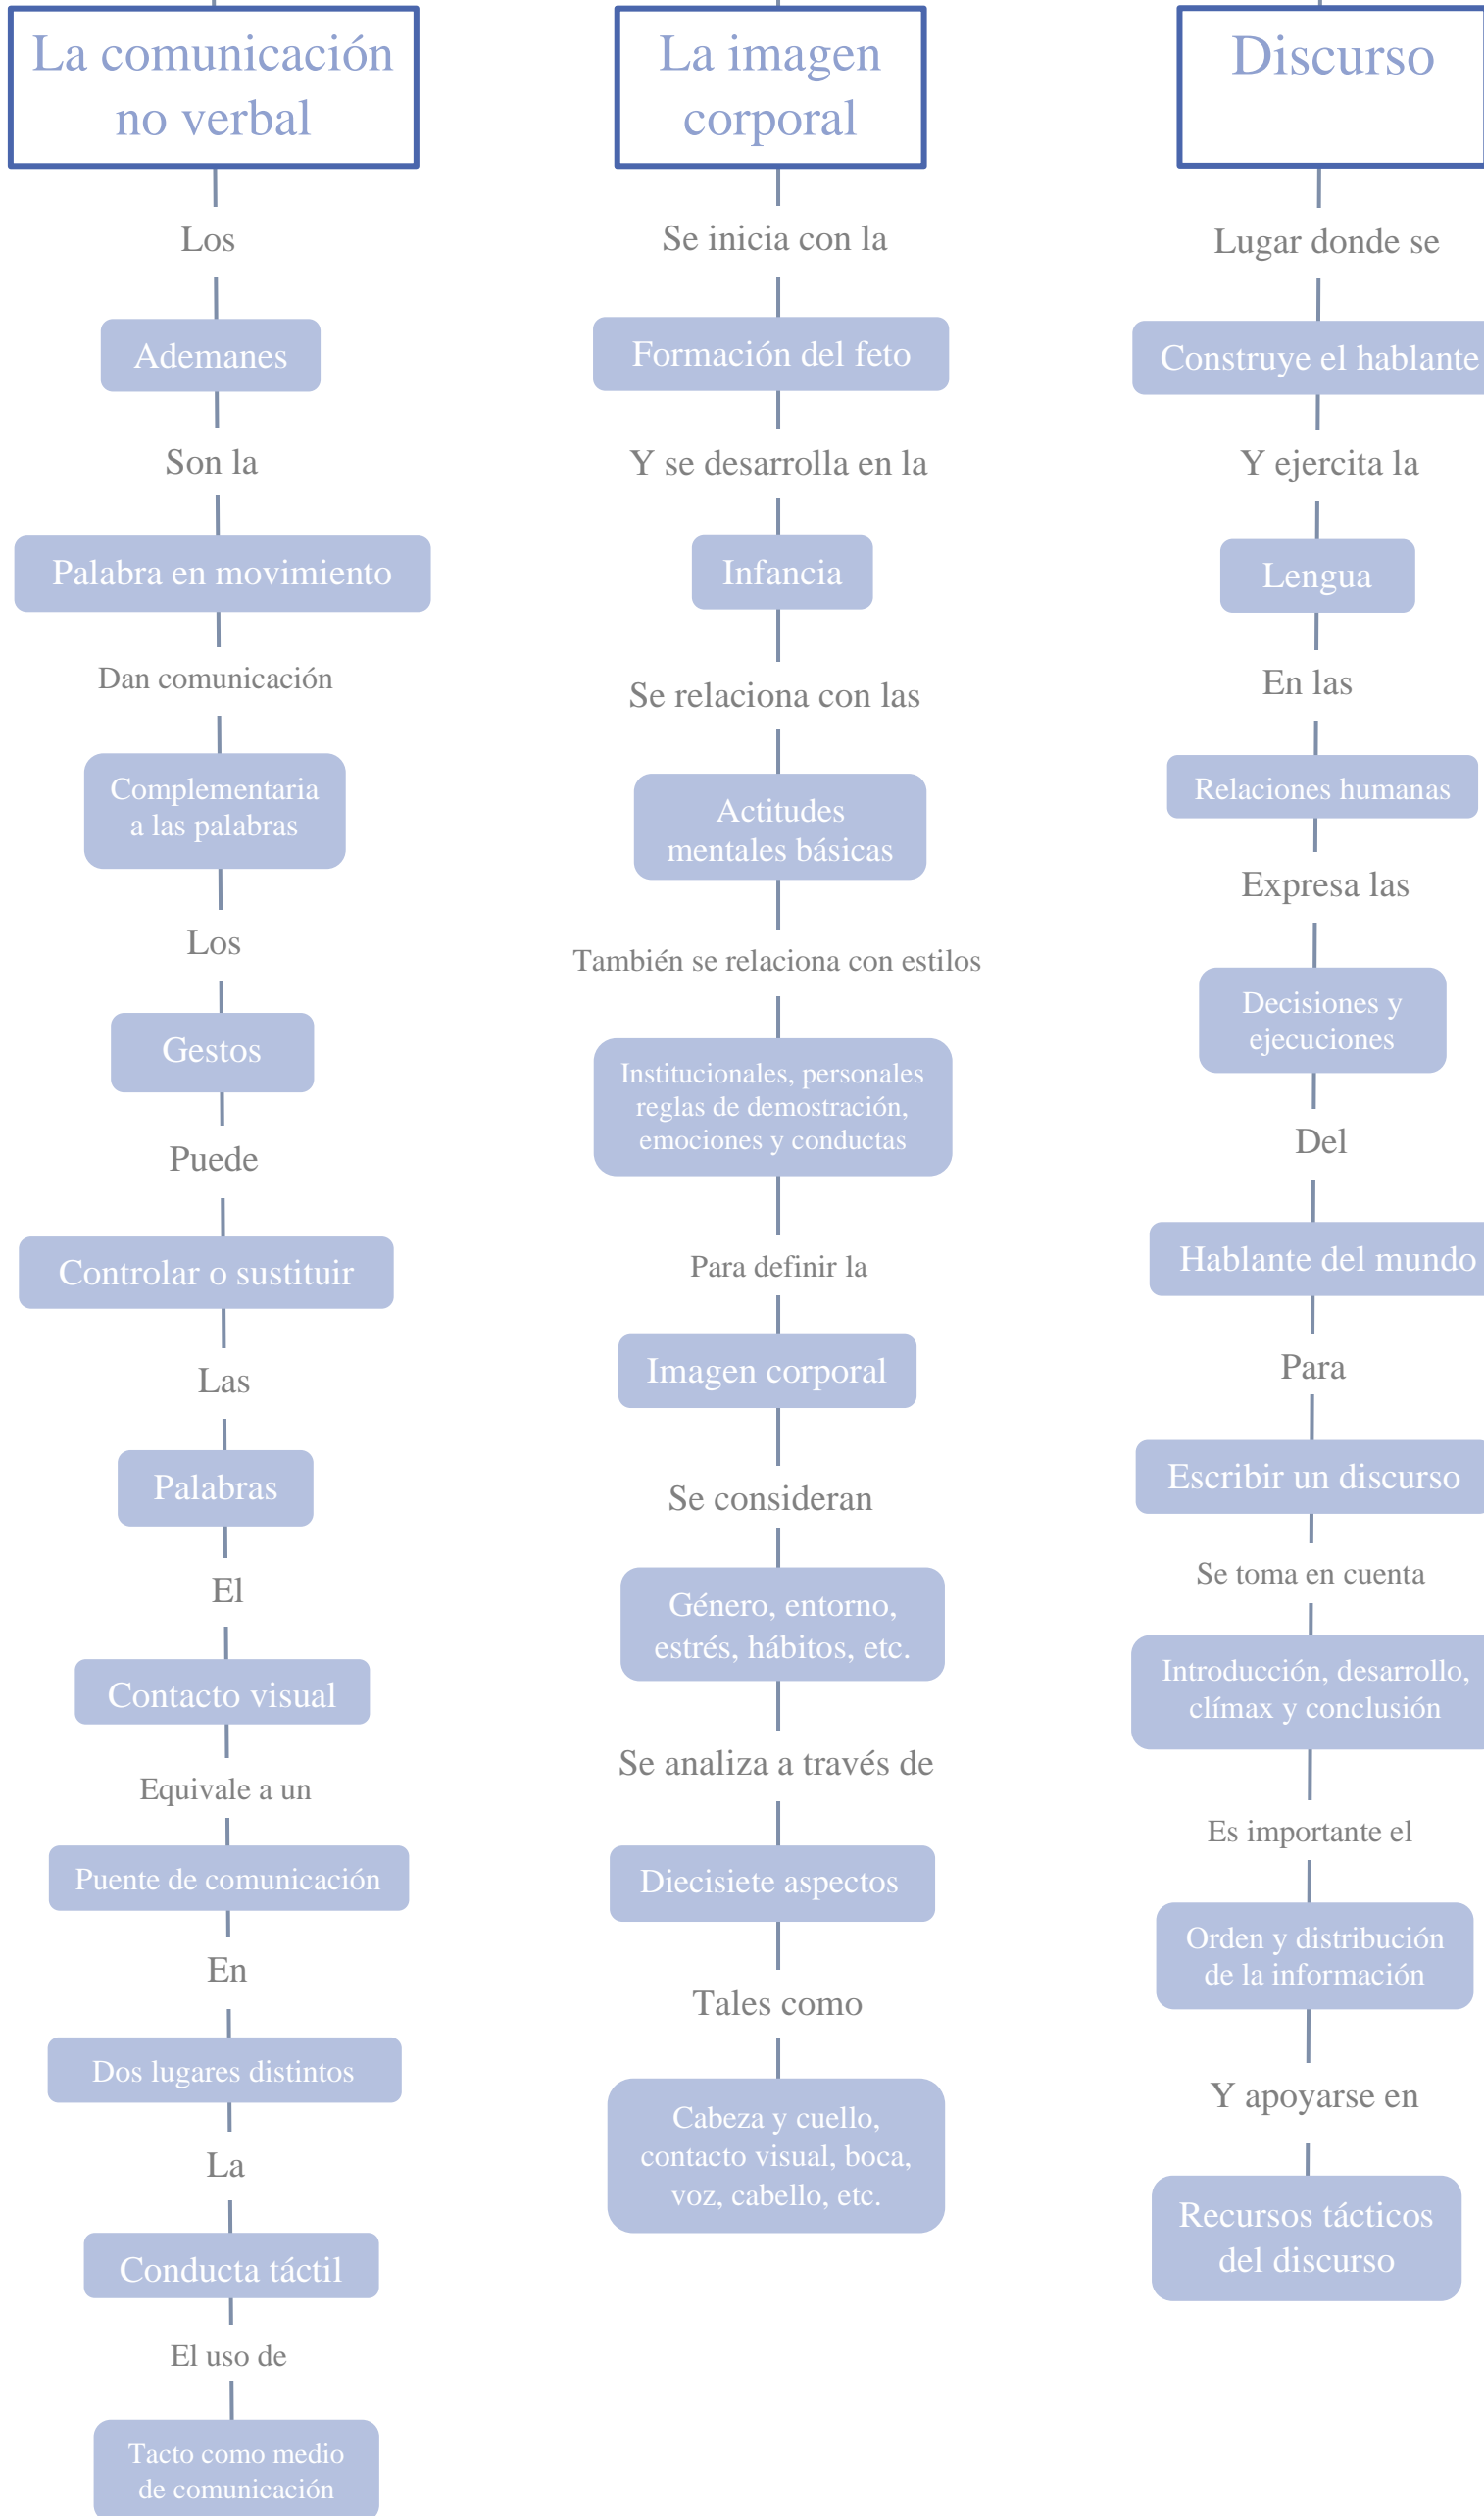 La comunicación
no verbal
Los
Ademanes
Son la
Palabra en movimiento
Dan comunicación
Complementaria
a las palabras
Los
Gestos
Puede
Controlar o sustituir
Las
Palabras
El
Contacto visual
Equivale a un
Puente de comunicación
En
Dos lugares distintos
La
Conducta táctil
El uso de
Tacto como medio
de comunicación
La imagen
corporal
Se inicia con la
Formación del feto
Y se desarrolla en la
Infancia
Se relaciona con las
Actitudes
mentales básicas
También se relaciona con estilos
Institucionales, personales
reglas de demostración,
emociones y conductas
Para definir la
Imagen corporal
Se consideran
Género, entorno,
estrés, hábitos, etc.
Se analiza a través de
Diecisiete aspectos
Tales como
Cabeza y cuello,
contacto visual, boca,
voz, cabello, etc.
Discurso
Lugar donde se
Construye el hablante
Y ejercita la
Lengua
En las
Relaciones humanas
Expresa las
Decisiones y
ejecuciones
Del
Hablante del mundo
Para
Escribir un discurso
Se toma en cuenta
Introducción, desarrollo,
clímax y conclusión
Es importante el
Orden y distribución
de la información
Y apoyarse en
Recursos tácticos
del discurso